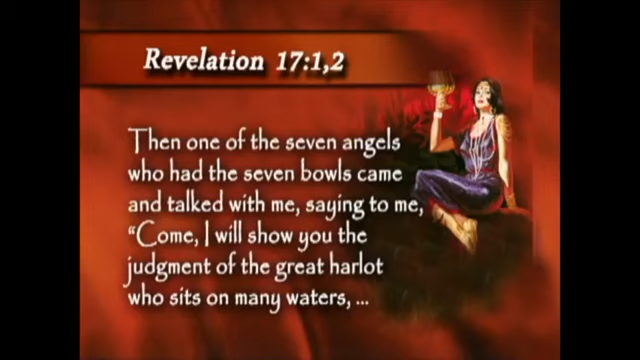 Revelation 17:1,2
Then one of the seven angels
who had the seven bowls came
and talked with me, saying to me,
“Come, I will show you the
judgment of the great harlot
who sits on many waters, ...